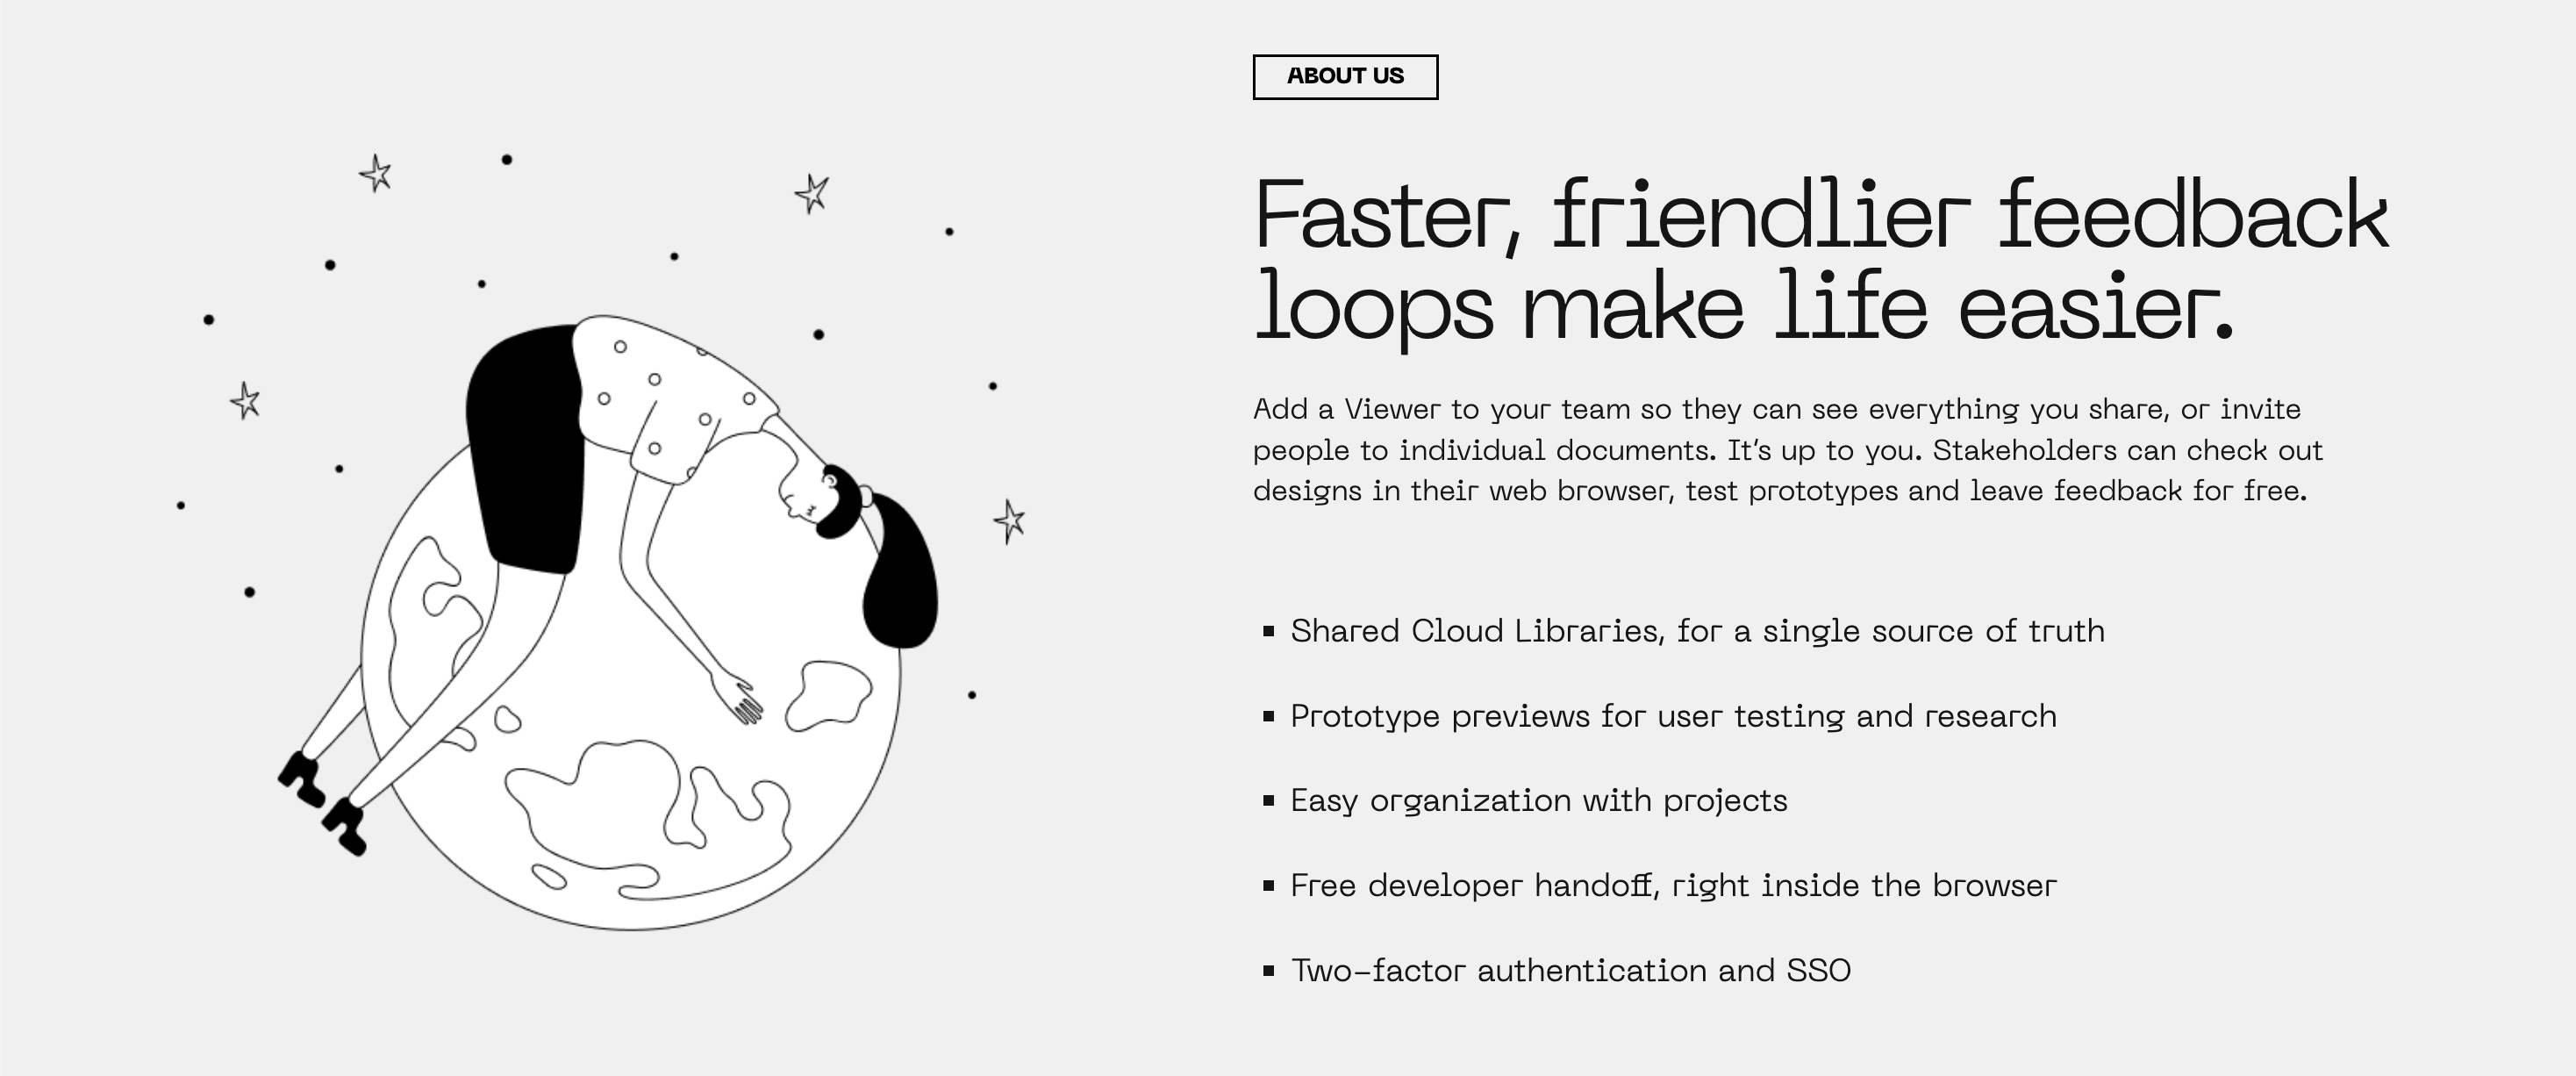 ABOUT US
Faster, friendlier feedback
loops make life easier.
Add a Viewer to your team so they can see everything you share, or invite
people to individual documents. It’s up to you. Stakeholders can check out
designs in their web browser, test prototypes and leave feedback for free.
▪ Shared Cloud Libraries, for a single source of truth
▪ Prototype previews for user testing and research
▪ Easy organization with projects
▪ Free developer handoff, right inside the browser
▪ Two-factor authentication and SSO